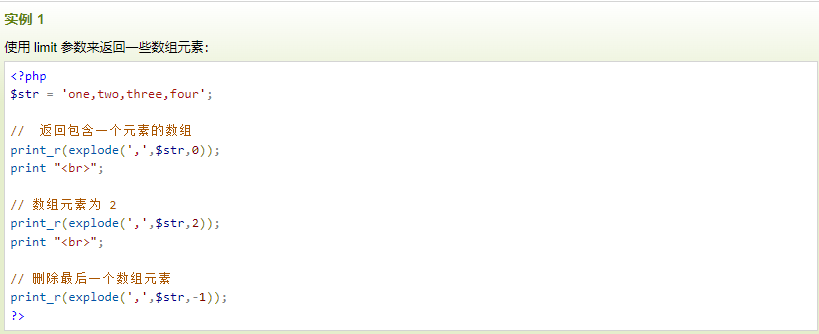 实例 1
使用 limit 参数来返回一些数组元素：
<?php
$str = 'one,two,three,four';
//  返回包含一个元素的数组
print_r(explode(',',$str,0));
print "<br>";
// 数组元素为 2
print_r(explode(',',$str,2));
print "<br>";
// 删除最后一个数组元素
print_r(explode(',',$str,-1));
?>